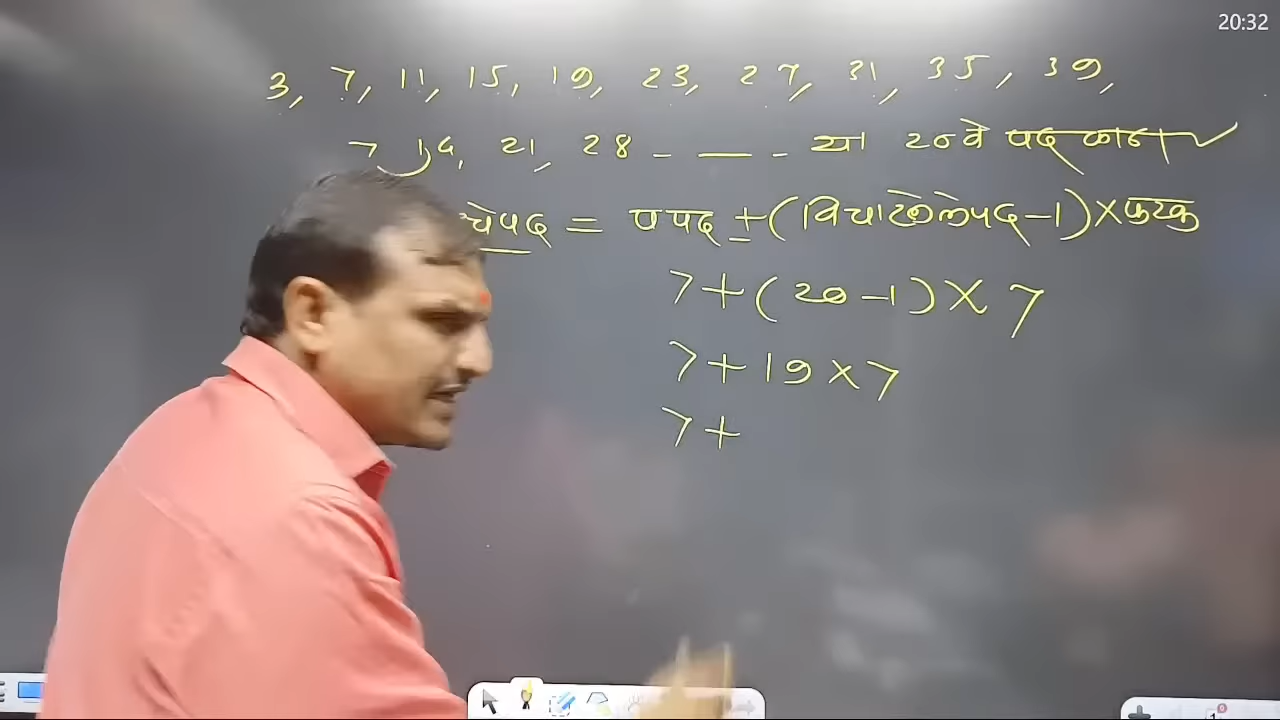 20:32
3, 7, 11, 15, 19, 23, 27, 31, 35, 39,
7, 14, 21, 28 - — - या 20वे पद काढा
चेपद = प पद + (विचारलेलेपद - 1) × फरक
7 + (20 - 1) × 7
7 + 19 × 7
7 +